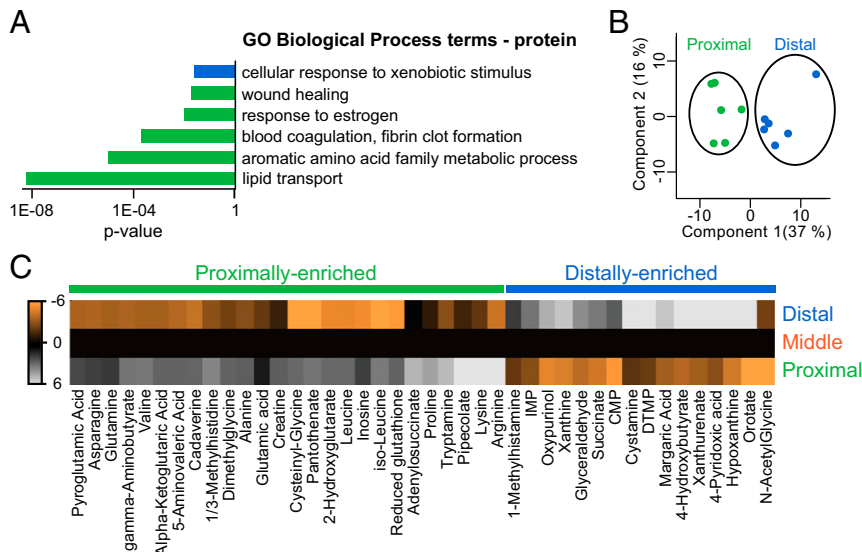 A
GO Biological Process terms - protein
cellular response to xenobiotic stimulus
wound healing
response to estrogen
blood coagulation, fibrin clot formation
aromatic amino acid family metabolic process
lipid transport
1E-08 1E-04 1
p-value
B
Proximal Distal
Component 2 (16 %)
10
0
-10
-10 0 10
Component 1(37 %)
C
Proximally-enriched Distally-enriched
-6
0
6
Distal
Middle
Proximal
Pyroglutamic Acid
Asparagine
Glutamine
gamma-Aminobutyrate
Valine
Alpha-Ketoglutaric Acid
5-Aminovaleric Acid
Cadaverine
1/3-Methylhistidine
Dimethylglycine
Alanine
Glutamic acid
Creatine
Cysteinyl-Glycine
Pantothenate
2-Hydroxyglutarate
Leucine
Inosine
iso-Leucine
Reduced glutathione
Adenylosuccinate
Proline
Tryptamine
Pipecolate
Lysine
Arginine
1-Methylhistamine
IMP
Oxypurinol
Xanthine
Glyceraldehyde
Succinate
CMP
Cystamine
DTMP
Margaric Acid
4-Hydroxybutyrate
Xanthurenate
4-Pyridoxic acid
Hypoxanthine
Orotate
N-AcetylGlycine